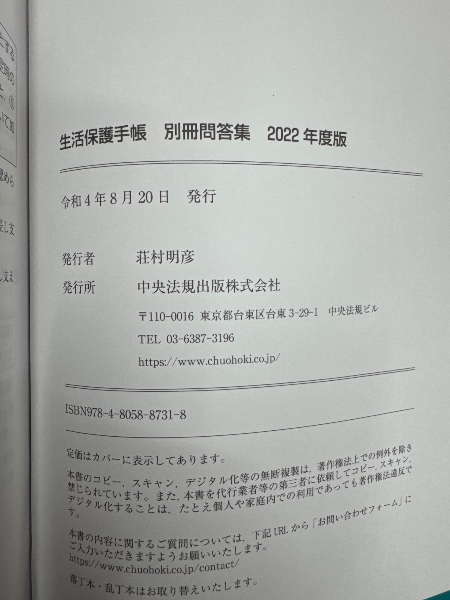 生活保護手帳　別冊問答集　2022年度版
令和4年8月20日　発行
発行者　荘村明彦
発行所　中央法規出版株式会社
〒110-0016　東京都台東区台東3-29-1　中央法規ビル
TEL 03-6387-3196
https://www.chuohoki.co.jp/
ISBN978-4-8058-8731-8
定価はカバーに表示してあります。
本書のコピー，スキャン，デジタル化等の無断複製は，著作権法上での例外を除き
禁じられています。また，本書を代行業者等の第三者に依頼してコピー，スキャン，
デジタル化することは，たとえ個人や家庭内での利用であっても著作権法違反で
す。
本書の内容に関するご質問については，下記URLから「お問い合わせフォーム」に
ご入力いただきますようお願いいたします。
https://www.chuohoki.co.jp/contact/
落丁本・乱丁本はお取り替えいたします。